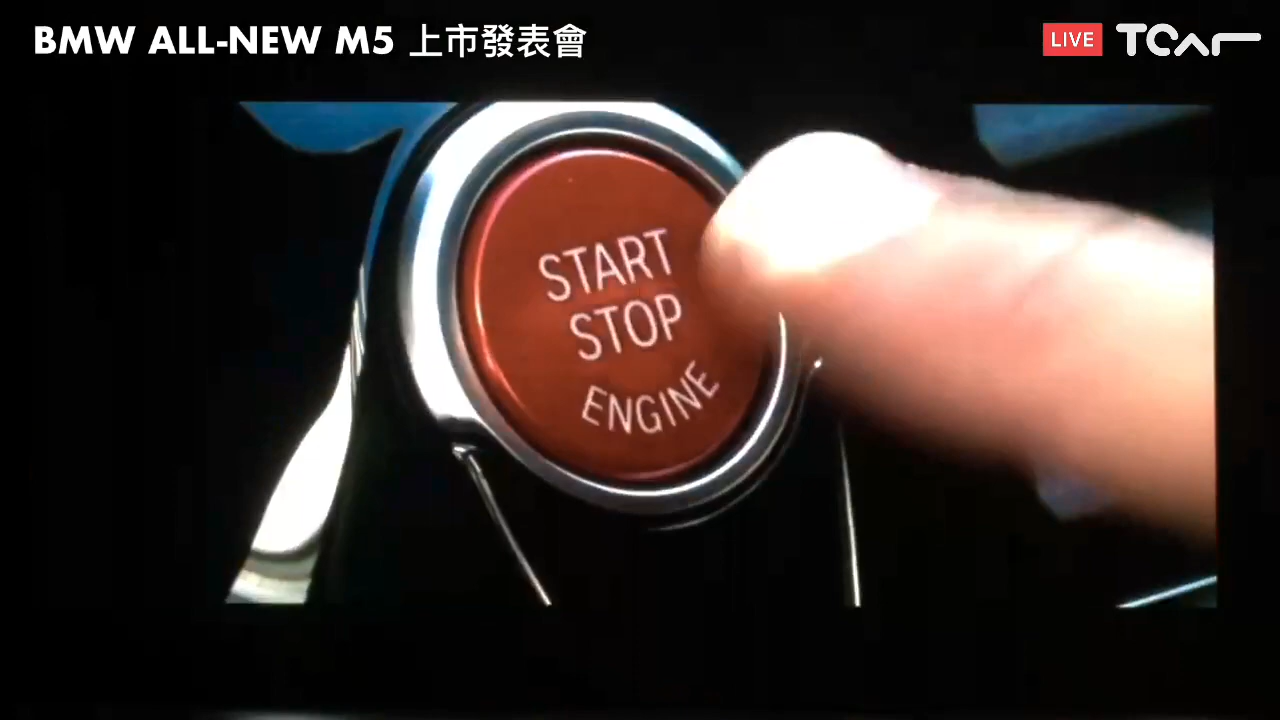 BMW ALL-NEW M5 上市發表會
LIVE TCAr
START
STOP
ENGINE